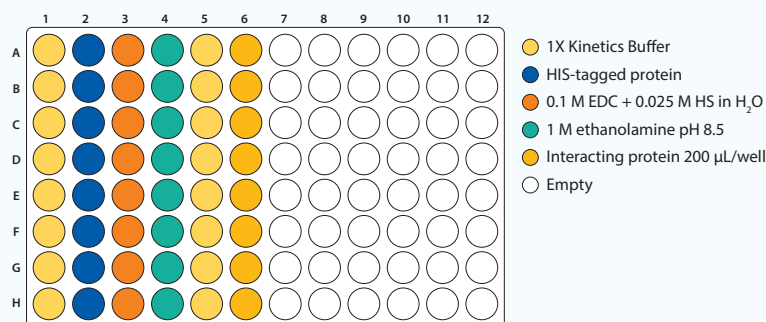 1 2 3 4 5 6 7 8 9 10 11 12
A
B
C
D
E
F
G
H
1X Kinetics Buffer
HIS-tagged protein
0.1 M EDC + 0.025 M HS in H₂O
1 M ethanolamine pH 8.5
Interacting protein 200 µL/well
Empty